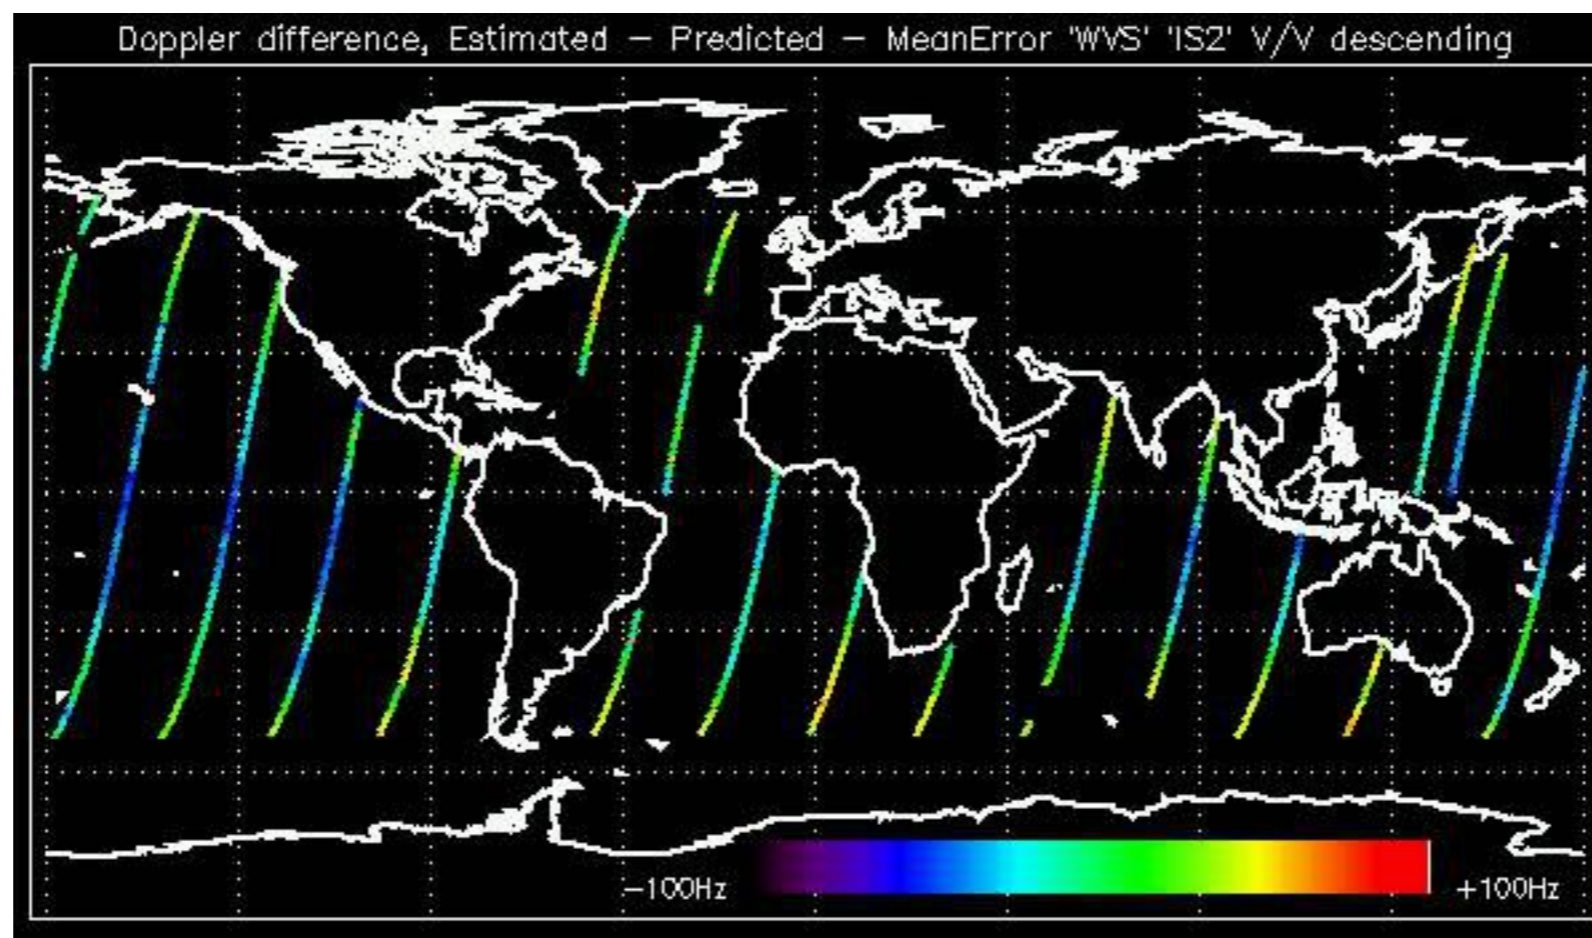 Doppler difference, Estimated – Predicted – MeanError 'WVS' 'IS2' V/V descending
–100Hz +100Hz